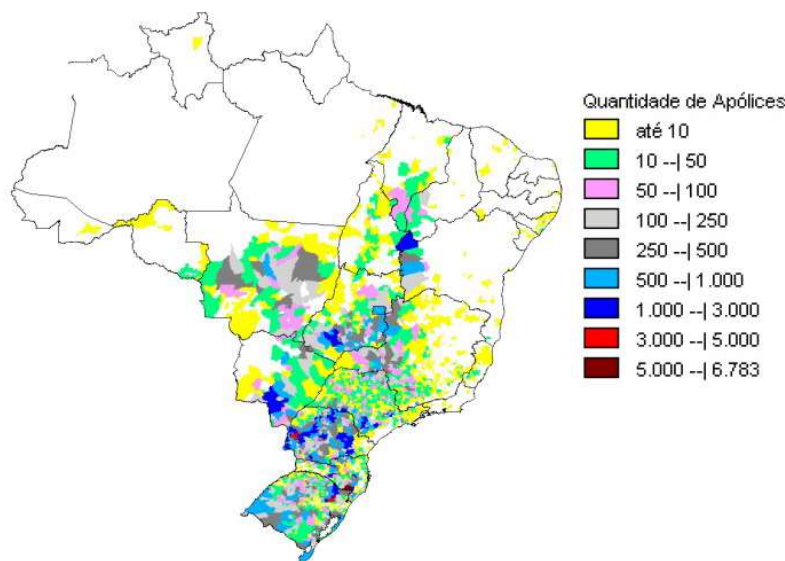 Quantidade de Apólices
até 10
10 --| 50
50 --| 100
100 --| 250
250 --| 500
500 --| 1.000
1.000 --| 3.000
3.000 --| 5.000
5.000 --| 6.783